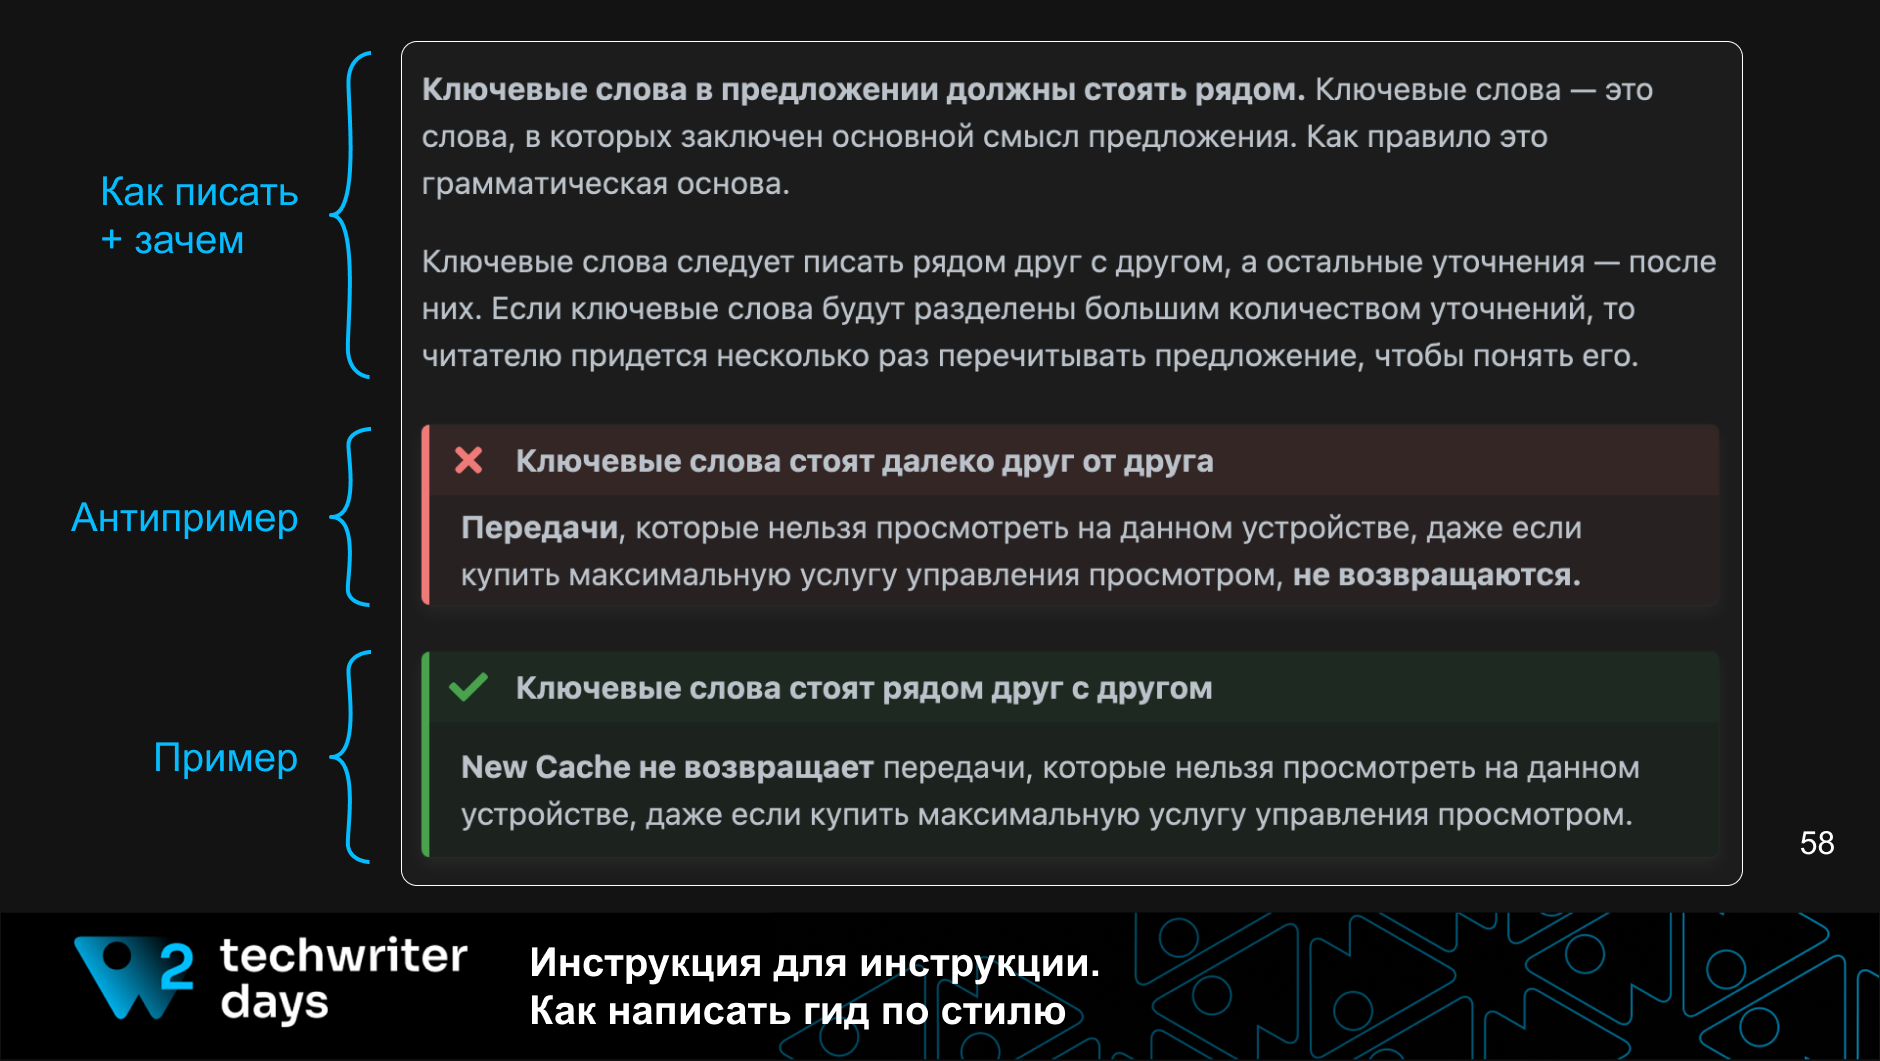 Как писать
+ зачем
Ключевые слова в предложении должны стоять рядом. Ключевые слова — это
слова, в которых заключен основной смысл предложения. Как правило это
грамматическая основа.
Ключевые слова следует писать рядом друг с другом, а остальные уточнения — после
них. Если ключевые слова будут разделены большим количеством уточнений, то
читателю придется несколько раз перечитывать предложение, чтобы понять его.
Антипример
Ключевые слова стоят далеко друг от друга
Передачи, которые нельзя просмотреть на данном устройстве, даже если
купить максимальную услугу управления просмотром, не возвращаются.
Пример
Ключевые слова стоят рядом друг с другом
New Cache не возвращает передачи, которые нельзя просмотреть на данном
устройстве, даже если купить максимальную услугу управления просмотром.
58
2
techwriter
days
Инструкция для инструкции.
Как написать гид по стилю